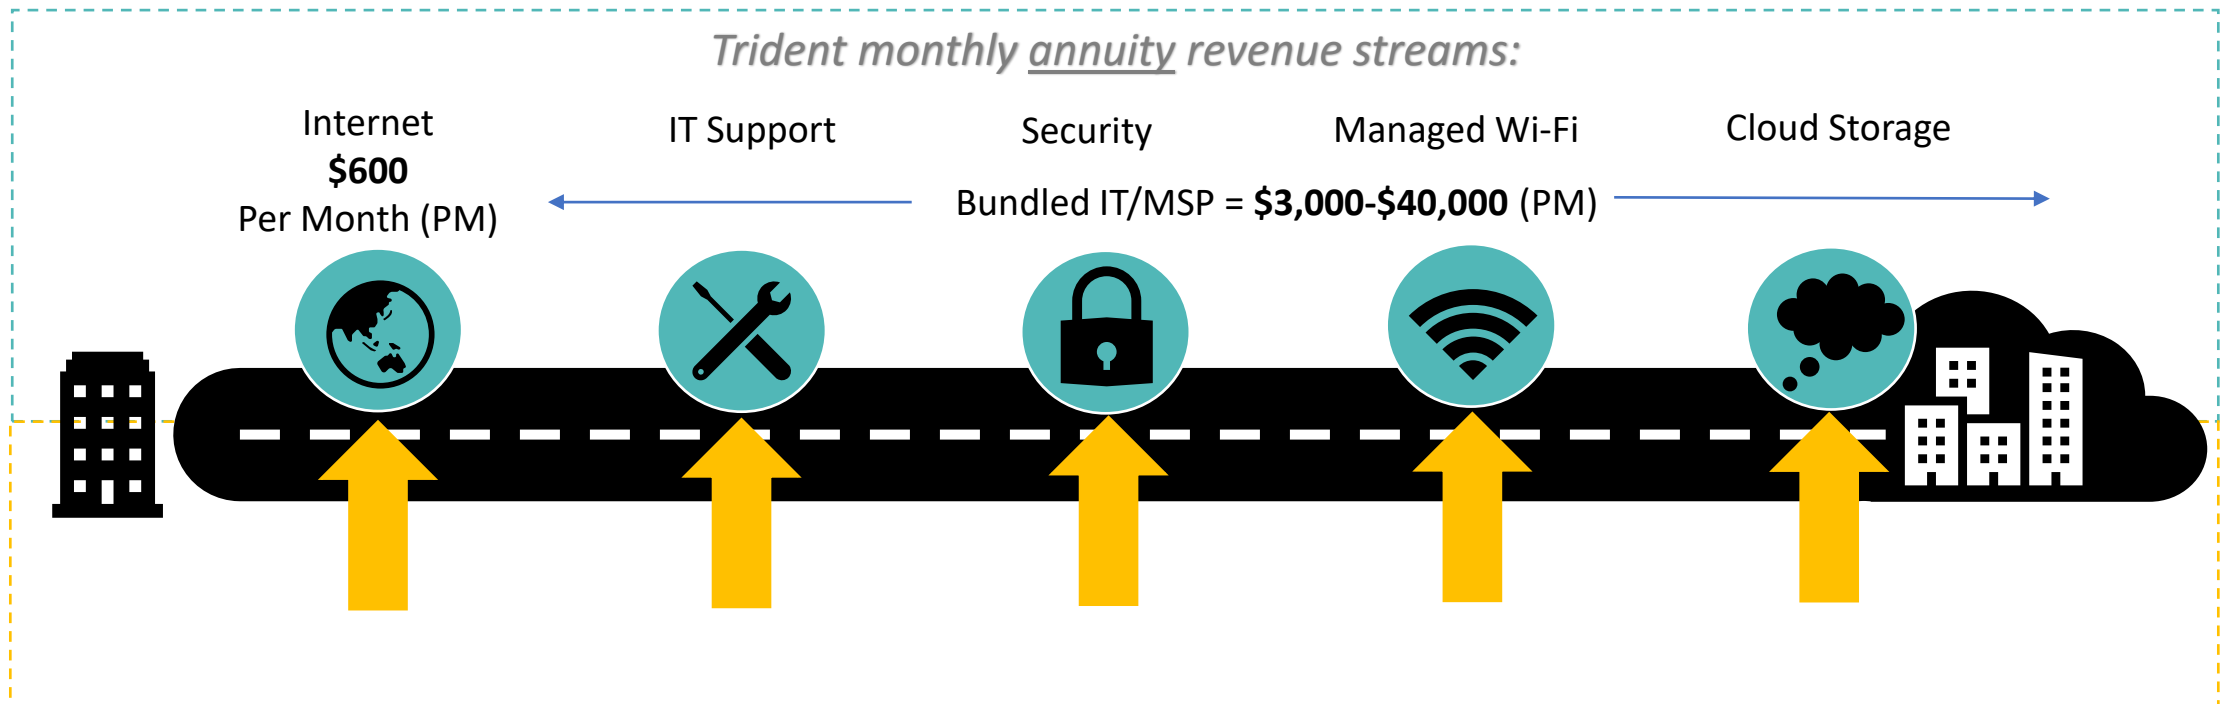 Trident monthly annuity revenue streams:
Internet
$600
Per Month (PM)
IT Support
Security
Managed Wi-Fi
Cloud Storage
Bundled IT/MSP = $3,000-$40,000 (PM)